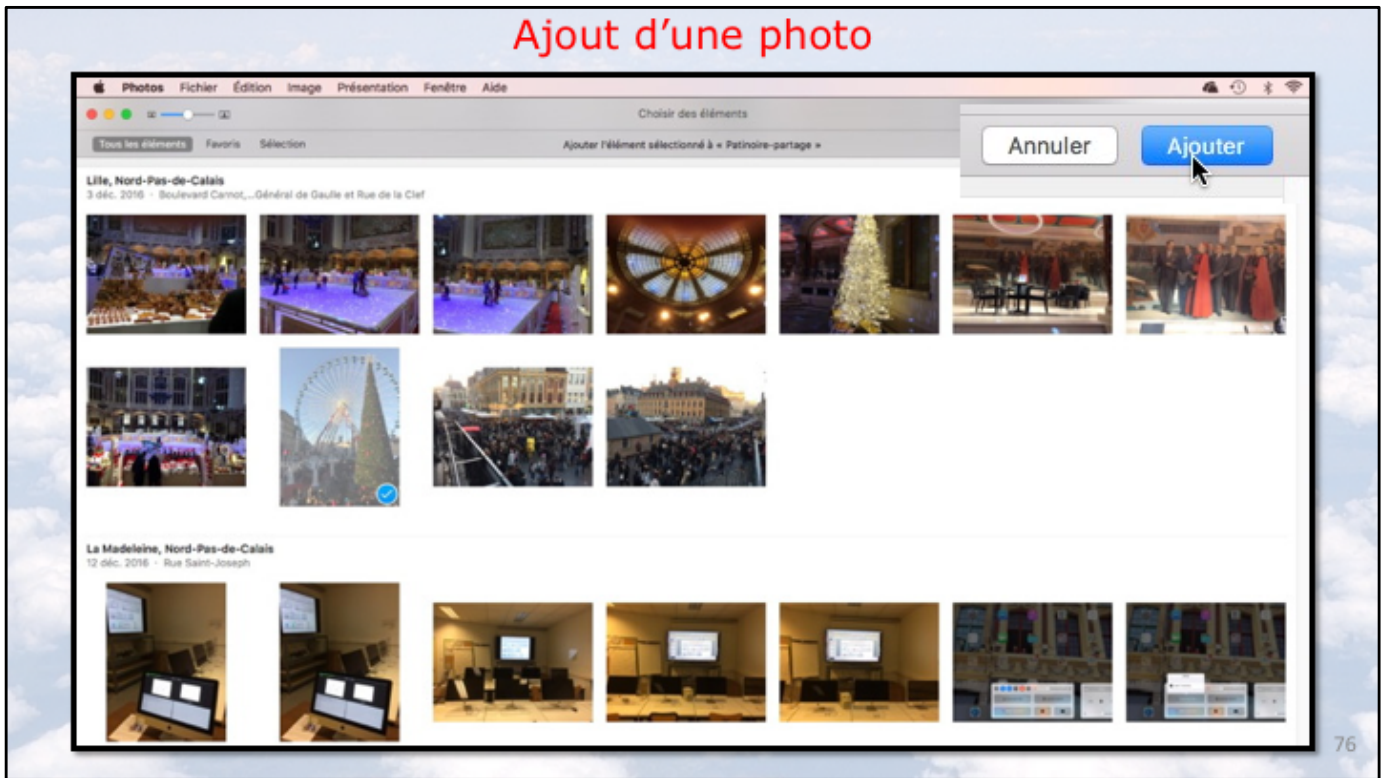 Ajout d’une photo
Photos Fichier Édition Image Présentation Fenêtre Aide
Choisir des éléments
Tous les éléments Favoris Sélection
Ajouter l'élément sélectionné à « Patinoire-partage »
Annuler Ajouter
Lille, Nord-Pas-de-Calais
3 déc. 2016 · Boulevard Carnot,...Général de Gaulle et Rue de la Clef
La Madeleine, Nord-Pas-de-Calais
12 déc. 2016 · Rue Saint-Joseph
76